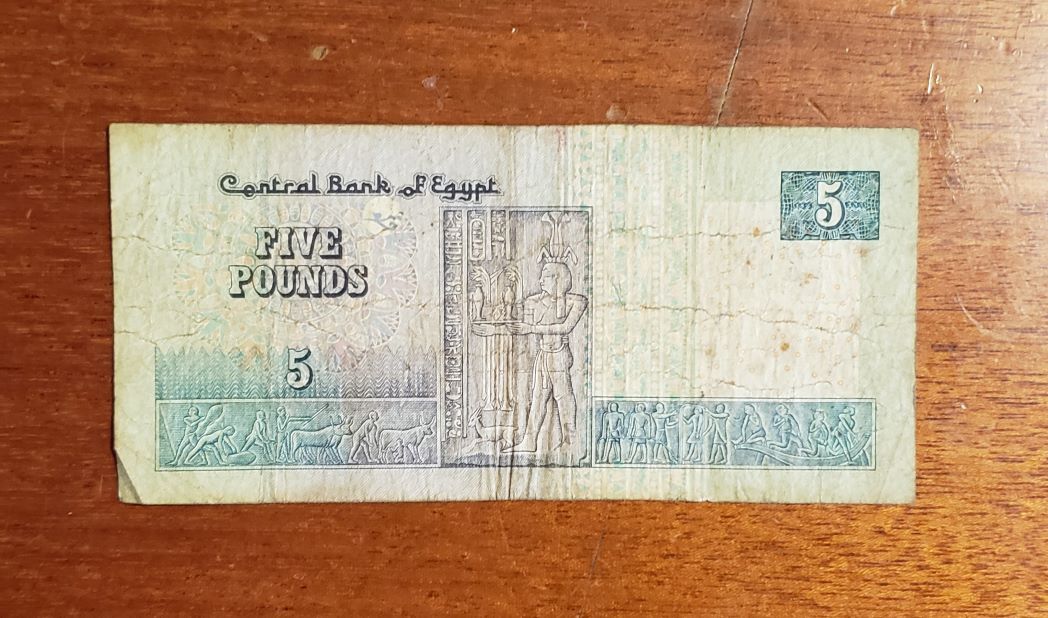 Central Bank of Egypt
5
FIVE
POUNDS
5